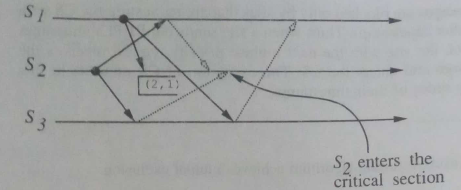 S1
S2
(2,1)
S3
S2 enters the
critical section